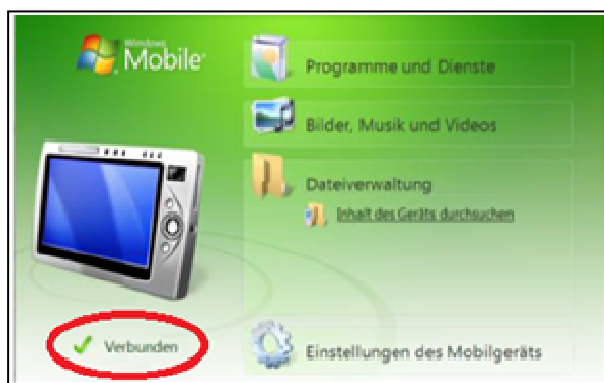 Windows
Mobile
Programme und Dienste
Bilder, Musik und Videos
Dateiverwaltung
Inhalt des Geräts durchsuchen
Verbunden
Einstellungen des Mobilgeräts